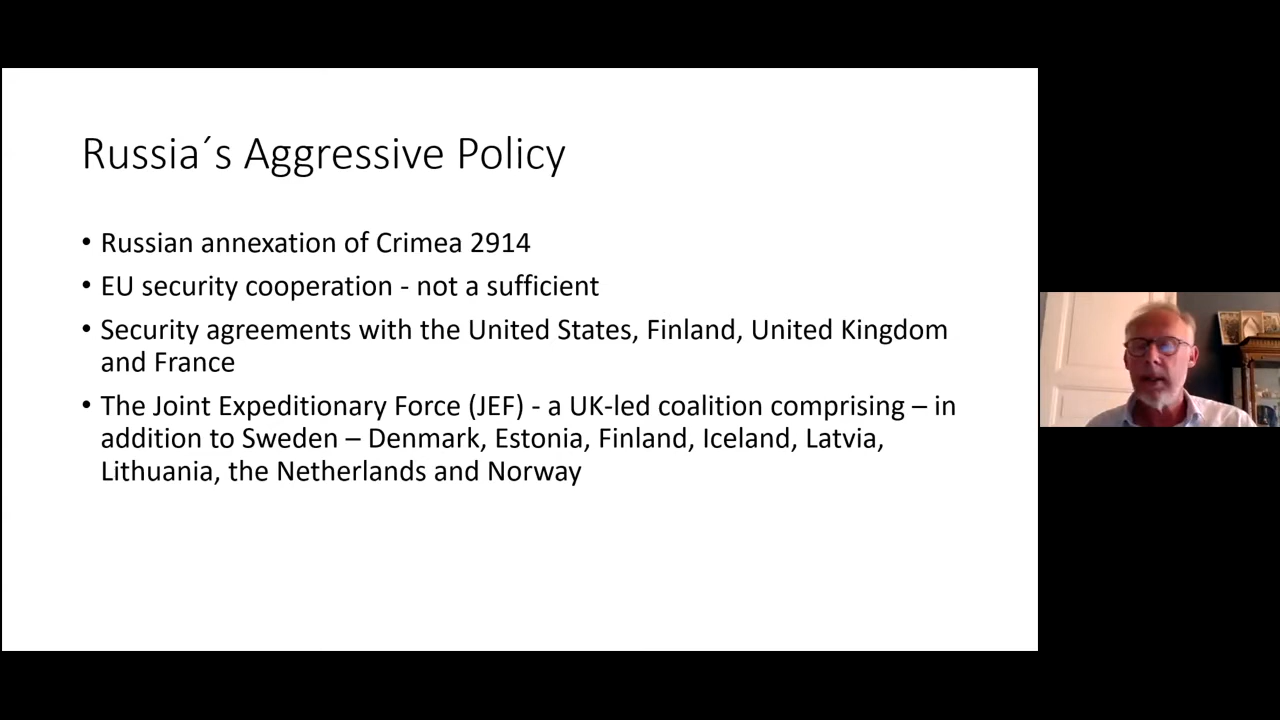 Russia´s Aggressive Policy
• Russian annexation of Crimea 2914
• EU security cooperation - not a sufficient
• Security agreements with the United States, Finland, United Kingdom
and France
• The Joint Expeditionary Force (JEF) - a UK-led coalition comprising – in
addition to Sweden – Denmark, Estonia, Finland, Iceland, Latvia,
Lithuania, the Netherlands and Norway